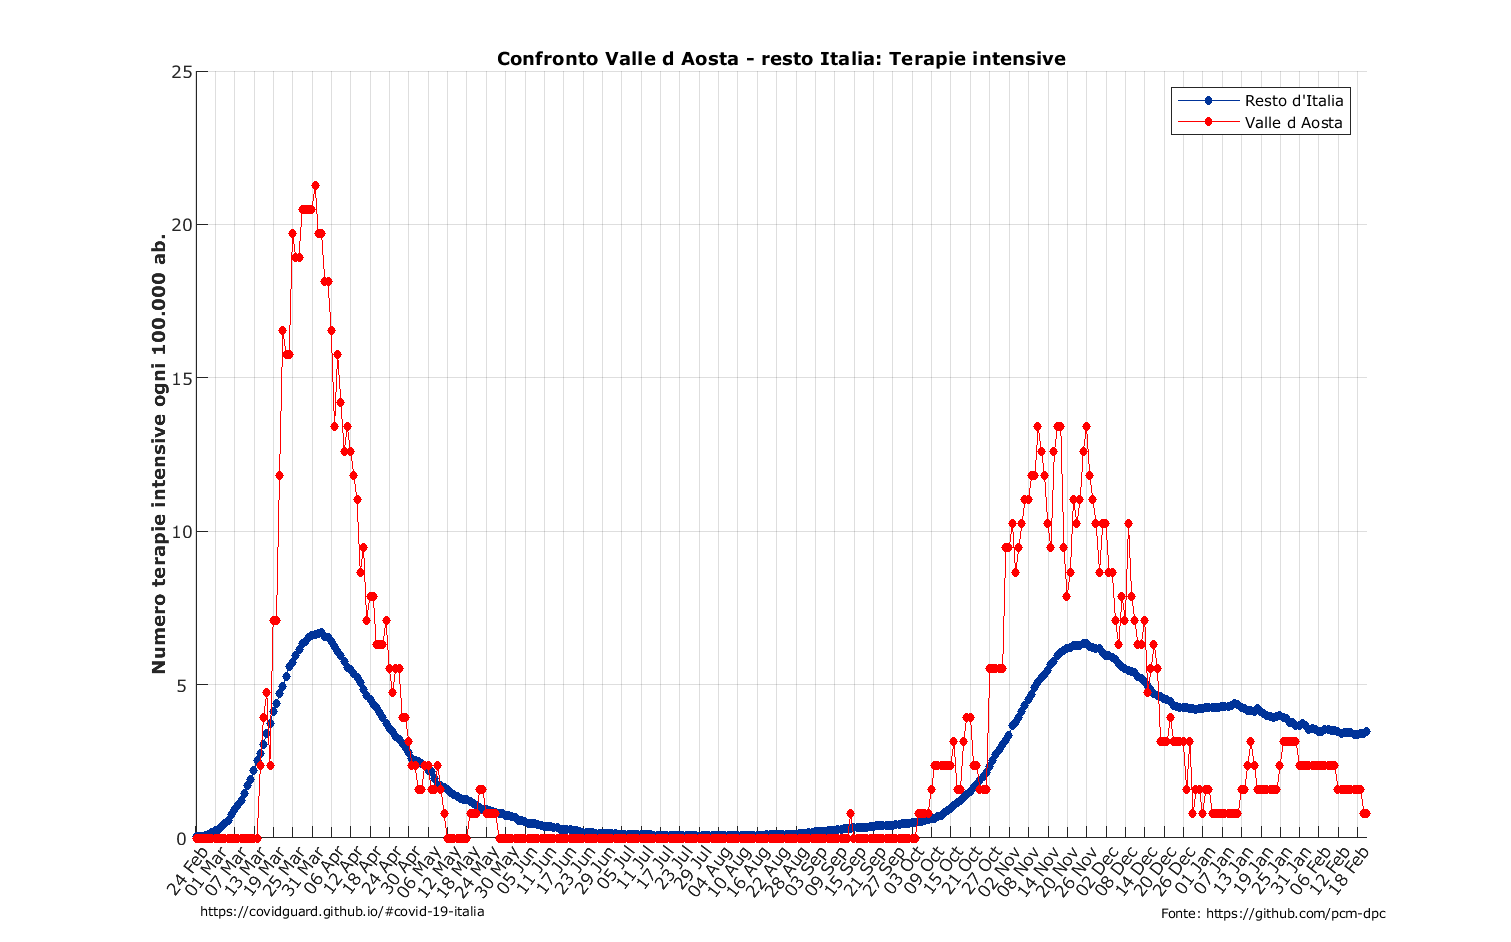 Confronto Valle d Aosta - resto Italia: Terapie intensive
Resto d'Italia
Valle d Aosta
Numero terapie intensive ogni 100.000 ab.
25
20
15
10
5
0
24 Feb
01 Mar
07 Mar
13 Mar
19 Mar
25 Mar
31 Mar
06 Apr
12 Apr
18 Apr
24 Apr
30 Apr
06 May
12 May
18 May
24 May
30 May
05 Jun
11 Jun
17 Jun
23 Jun
29 Jun
05 Jul
11 Jul
17 Jul
23 Jul
29 Jul
04 Aug
10 Aug
16 Aug
22 Aug
28 Aug
03 Sep
09 Sep
15 Sep
21 Sep
27 Sep
03 Oct
09 Oct
15 Oct
21 Oct
27 Oct
02 Nov
08 Nov
14 Nov
20 Nov
26 Nov
02 Dec
08 Dec
14 Dec
20 Dec
26 Dec
01 Jan
07 Jan
13 Jan
19 Jan
25 Jan
31 Jan
06 Feb
12 Feb
18 Feb
https://covidguard.github.io/#covid-19-italia
Fonte: https://github.com/pcm-dpc